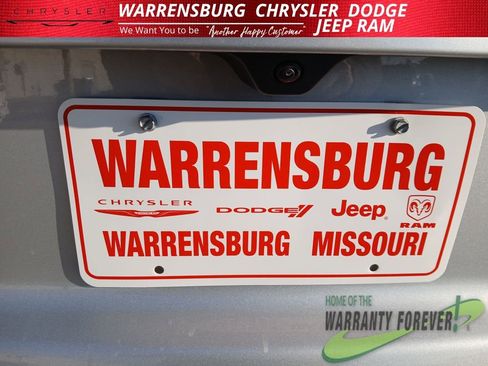 CHRYSLER
WARRENSBURG CHRYSLER DODGE
JEEP RAM
We Want You to be "Another Happy Customer"
WARRENSBURG
CHRYSLER DODGE Jeep RAM
WARRENSBURG MISSOURI
HOME OF THE
WARRANTY FOREVER!